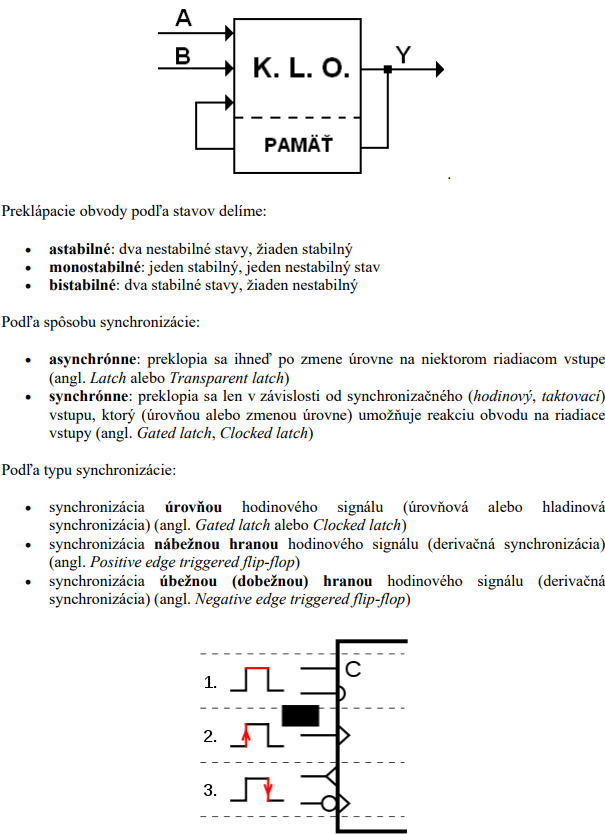 A
B
K. L. O.
Y
PAMÄŤ
.
Preklápacie obvody podľa stavov delíme:
• astabilné: dva nestabilné stavy, žiaden stabilný
• monostabilné: jeden stabilný, jeden nestabilný stav
• bistabilné: dva stabilné stavy, žiaden nestabilný
Podľa spôsobu synchronizácie:
• asynchrónne: preklopia sa ihneď po zmene úrovne na niektorom riadiacom vstupe
(angl. Latch alebo Transparent latch)
• synchrónne: preklopia sa len v závislosti od synchronizačného (hodinový, taktovací)
vstupu, ktorý (úrovňou alebo zmenou úrovne) umožňuje reakciu obvodu na riadiace
vstupy (angl. Gated latch, Clocked latch)
Podľa typu synchronizácie:
• synchronizácia úrovňou hodinového signálu (úrovňová alebo hladinová
synchronizácia) (angl. Gated latch alebo Clocked latch)
• synchronizácia nábežnou hranou hodinového signálu (derivačná synchronizácia)
(angl. Positive edge triggered flip-flop)
• synchronizácia úbežnou (dobežnou) hranou hodinového signálu (derivačná
synchronizácia) (angl. Negative edge triggered flip-flop)
1.
C
2.
3.